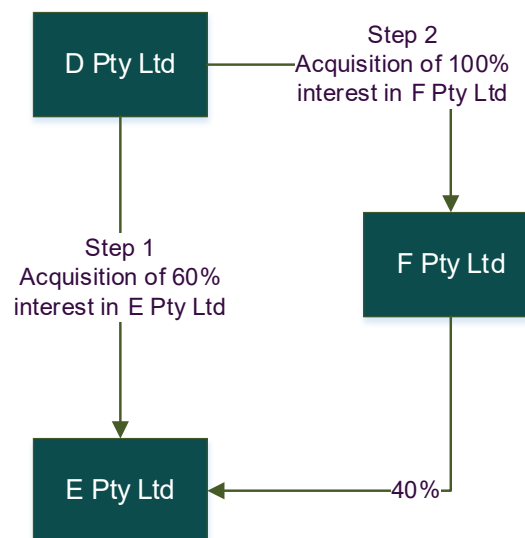 D Pty Ltd
Step 2
Acquisition of 100%
interest in F Pty Ltd
Step 1
Acquisition of 60%
interest in E Pty Ltd
F Pty Ltd
E Pty Ltd
40%